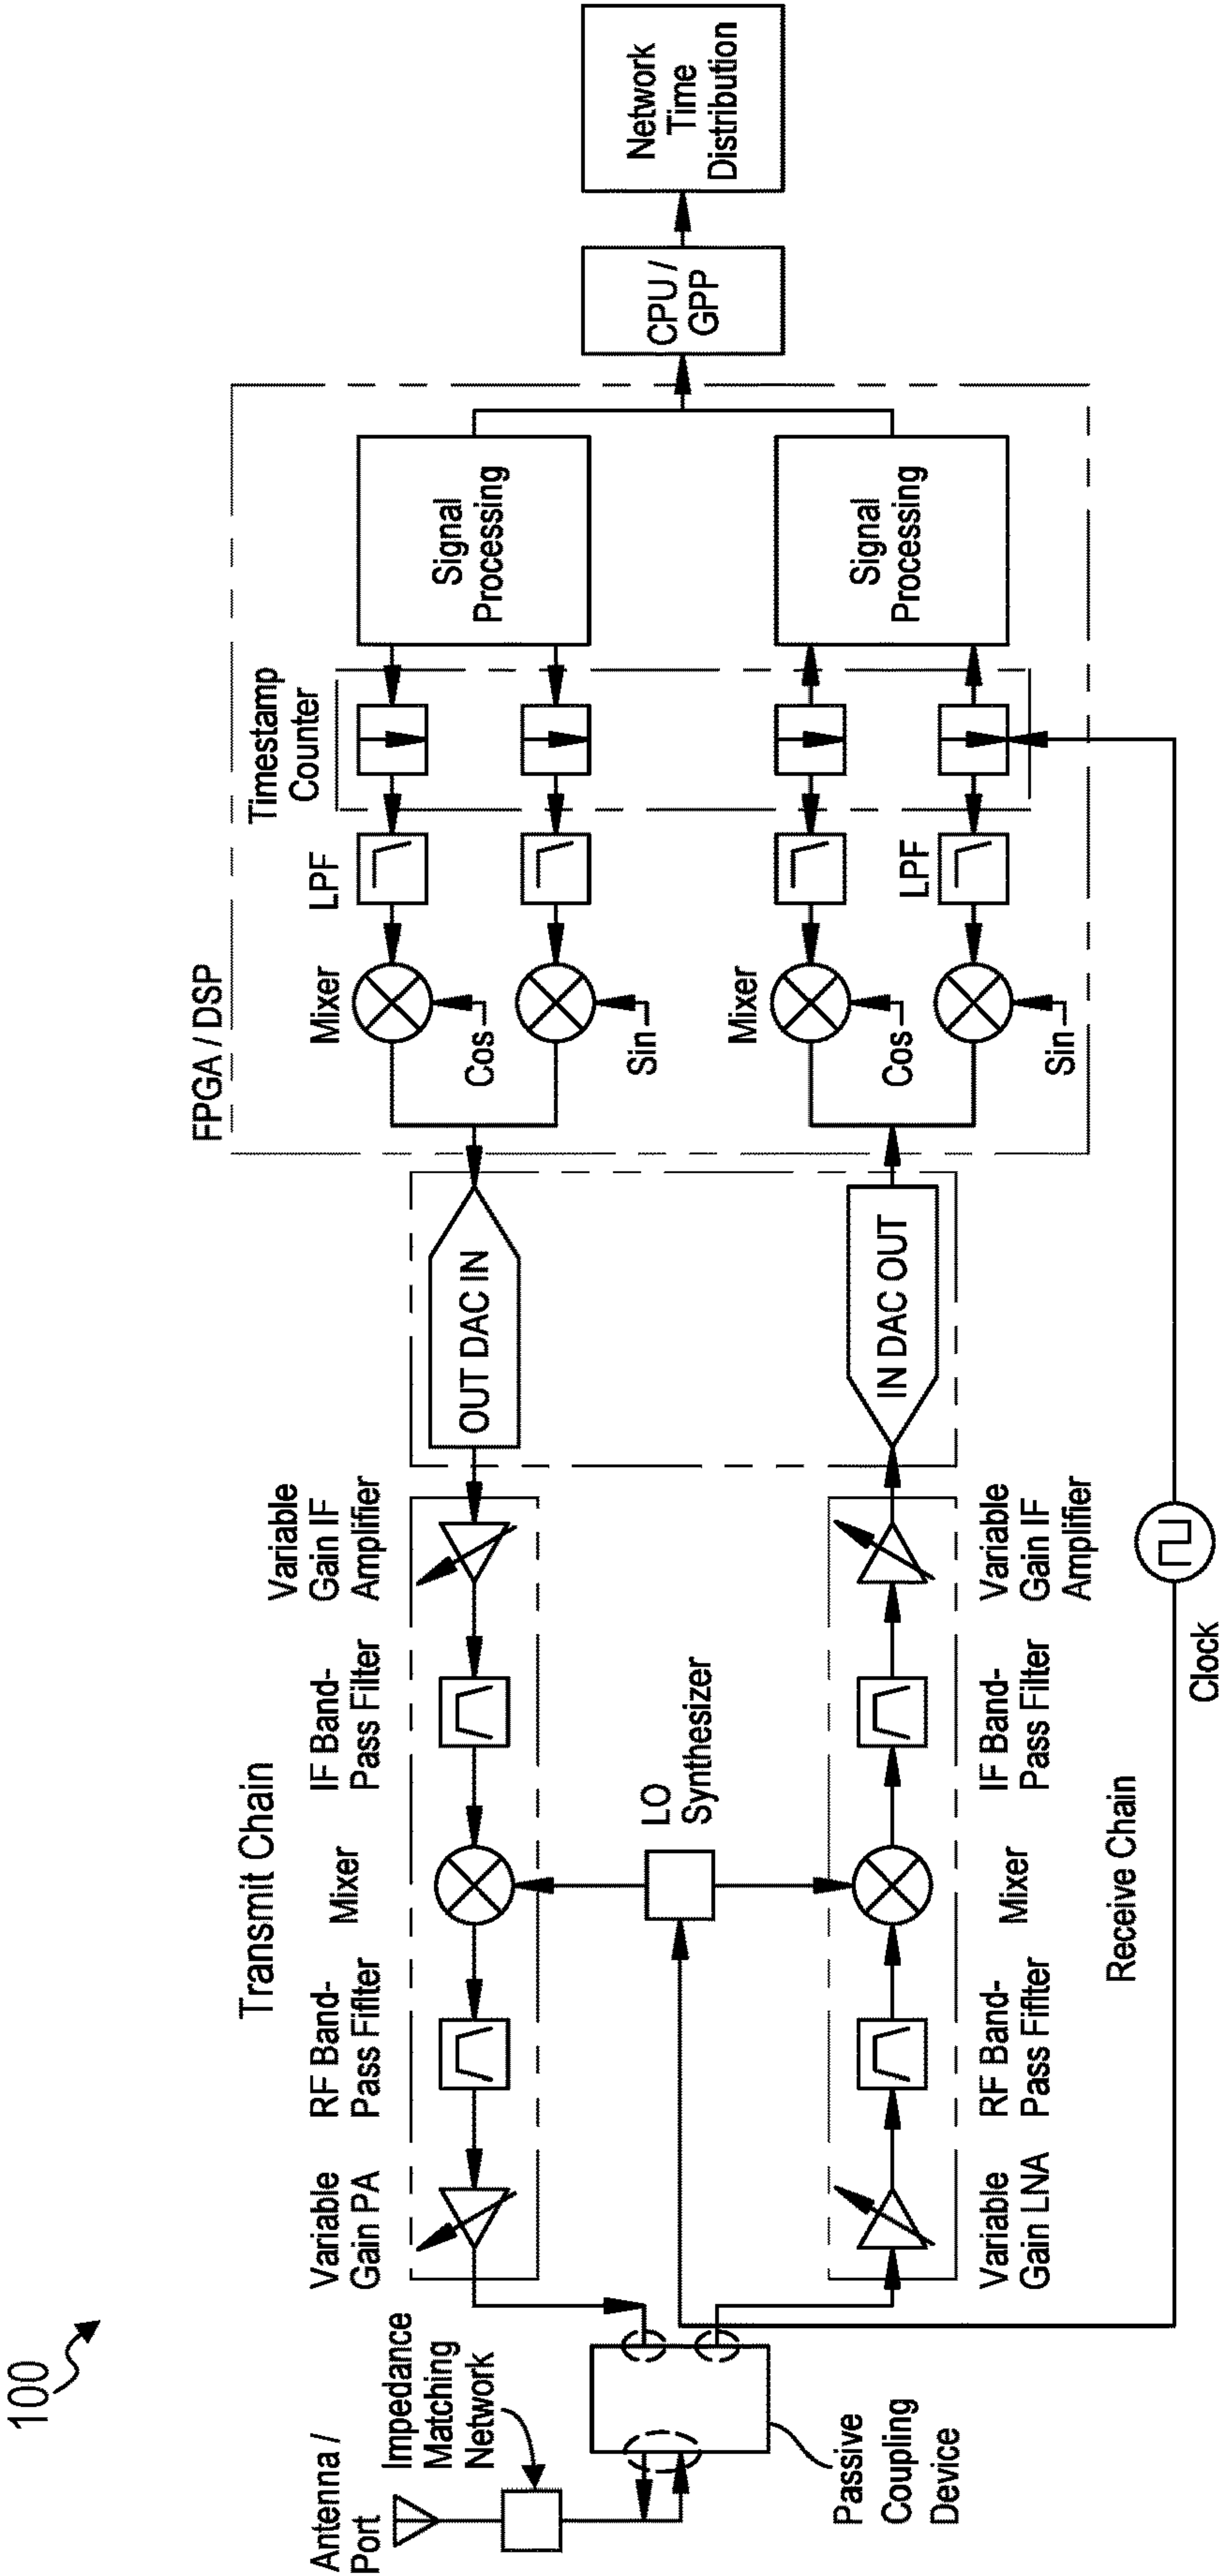 100
Antenna /
Port
Impedance
Matching
Network
Passive
Coupling
Device
Transmit Chain
Variable
Gain PA
RF Band-
Pass Fiflter
Mixer
IF Band-
Pass Filter
Variable
Gain IF
Amplifier
LO
Synthesizer
Variable
Gain LNA
RF Band-
Pass Fiflter
Mixer
IF Band-
Pass Filter
Variable
Gain IF
Amplifier
Receive Chain
Clock
OUT DAC IN
IN DAC OUT
FPGA / DSP
Mixer
Cos
Sin
LPF
Timestamp
Counter
Signal
Processing
Mixer
Cos
Sin
LPF
Signal
Processing
CPU /
GPP
Network
Time
Distribution